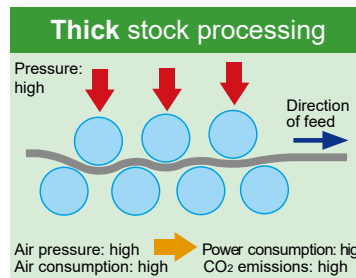 Thick stock processing
Pressure:
high
Direction
of feed
Air pressure: high
Power consumption: hig
Air consumption: high
CO₂ emissions: high